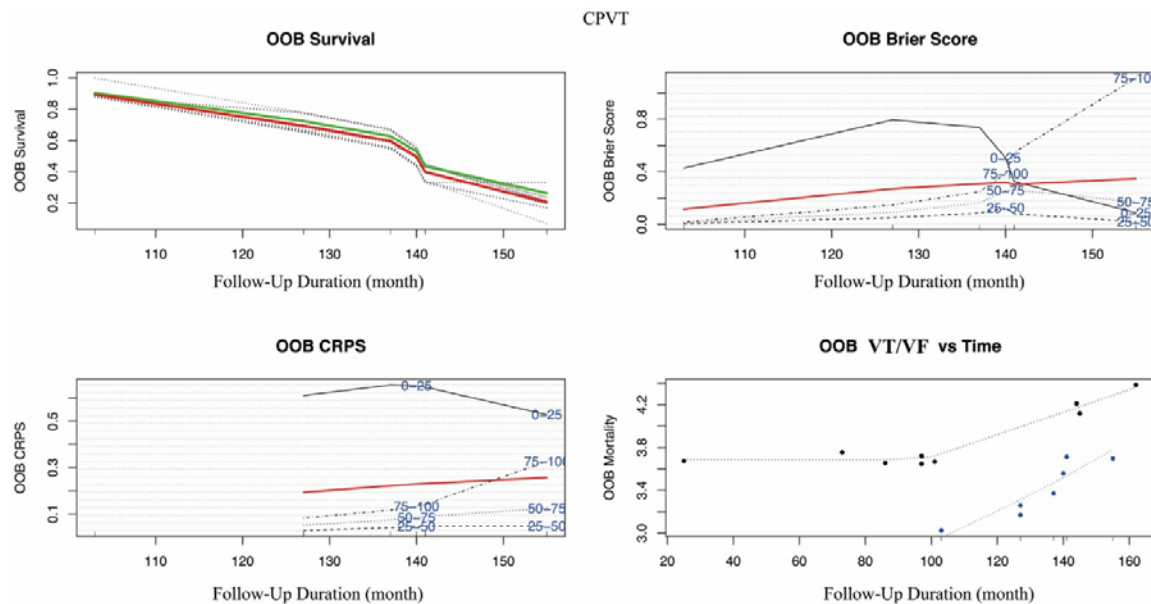 CPVT
OOB Survival
OOB Survival
1.0
0.8
0.6
0.4
0.2
110 120 130 140 150
Follow-Up Duration (month)
OOB Brier Score
OOB Brier Score
0.8
0.4
0.0
75-100
0-25
75-100
50-75
25-50
50-75
0-25
25-50
110 120 130 140 150
Follow-Up Duration (month)
OOB CRPS
OOB CRPS
0.5
0.3
0.1
0-25
0-25
75-100
75-100
50-75
50-75
25-50
25-50
110 120 130 140 150
Follow-Up Duration (month)
OOB VT/VF vs Time
OOB Mortality
4.2
3.8
3.4
3.0
20 40 60 80 100 120 140 160
Follow-Up Duration (month)